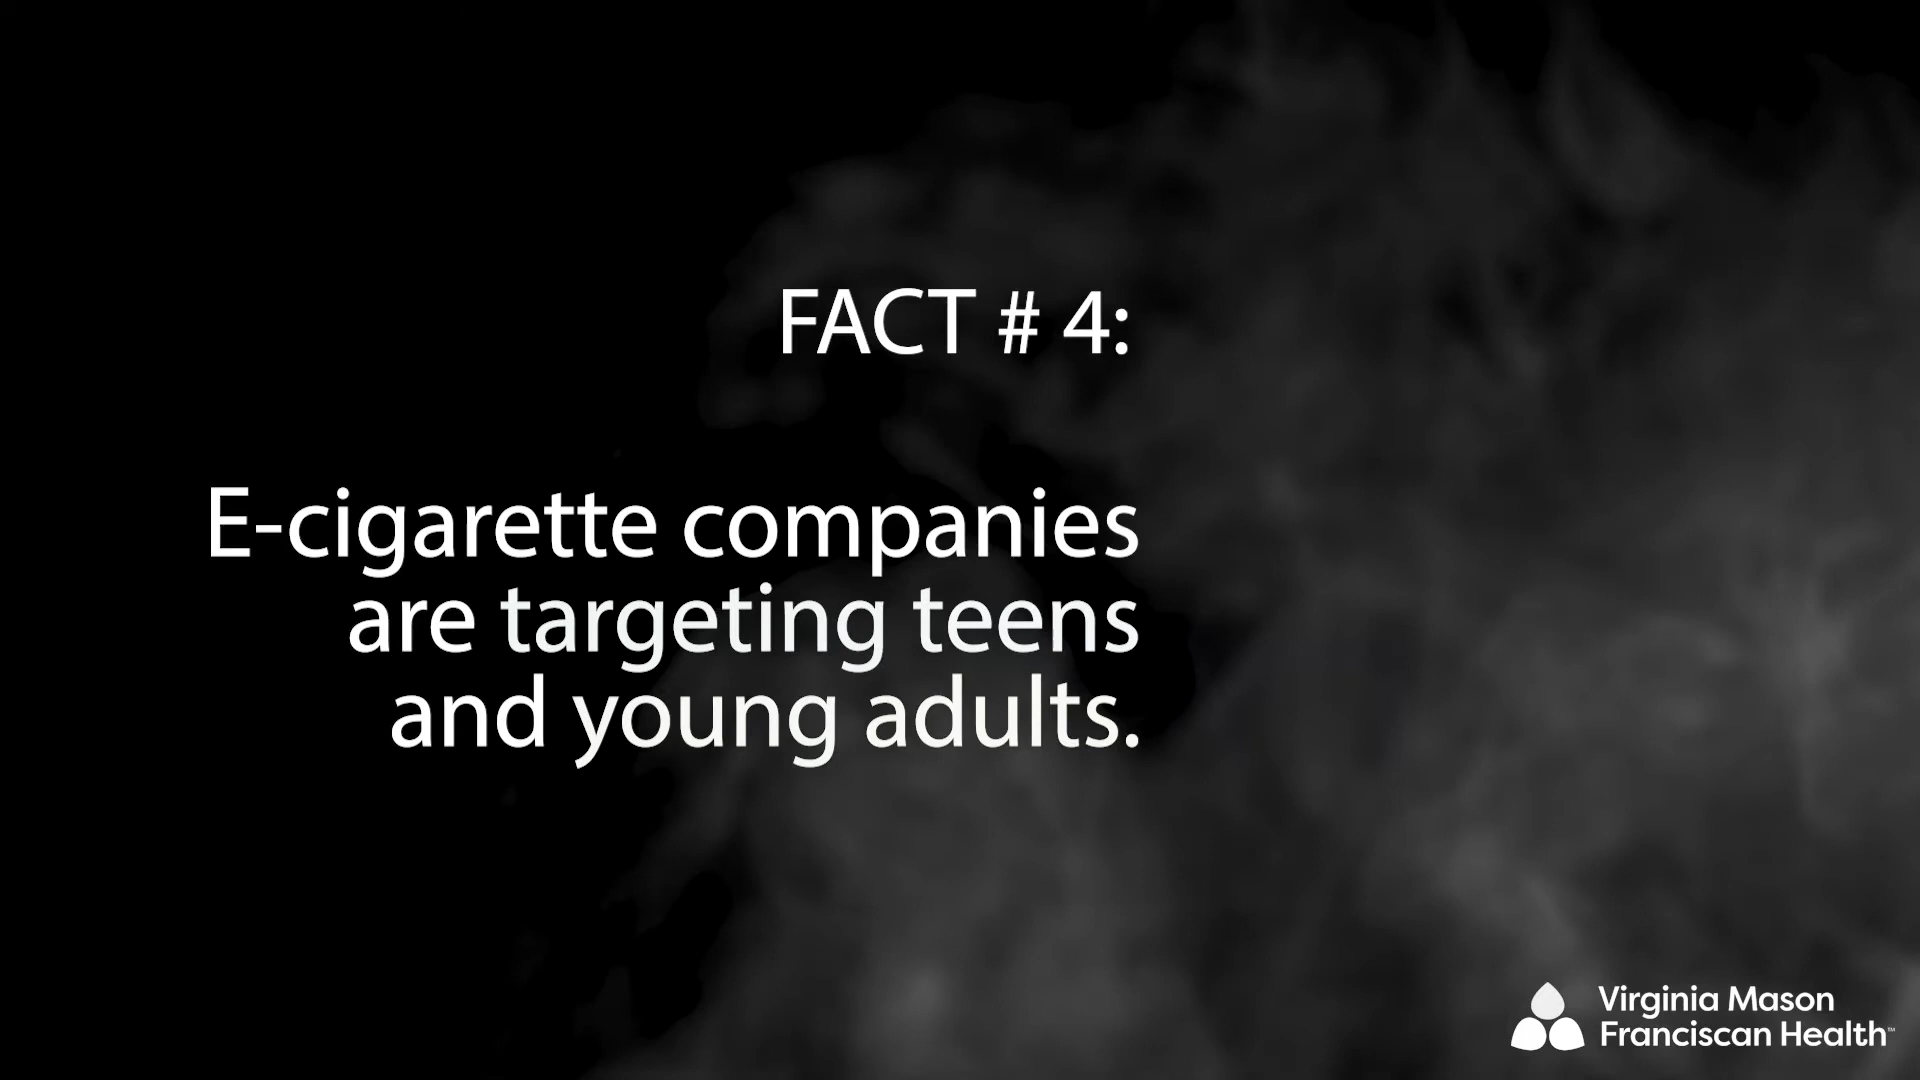 FACT # 4:
E-cigarette companies
are targeting teens
and young adults.
Virginia Mason
Franciscan Health™